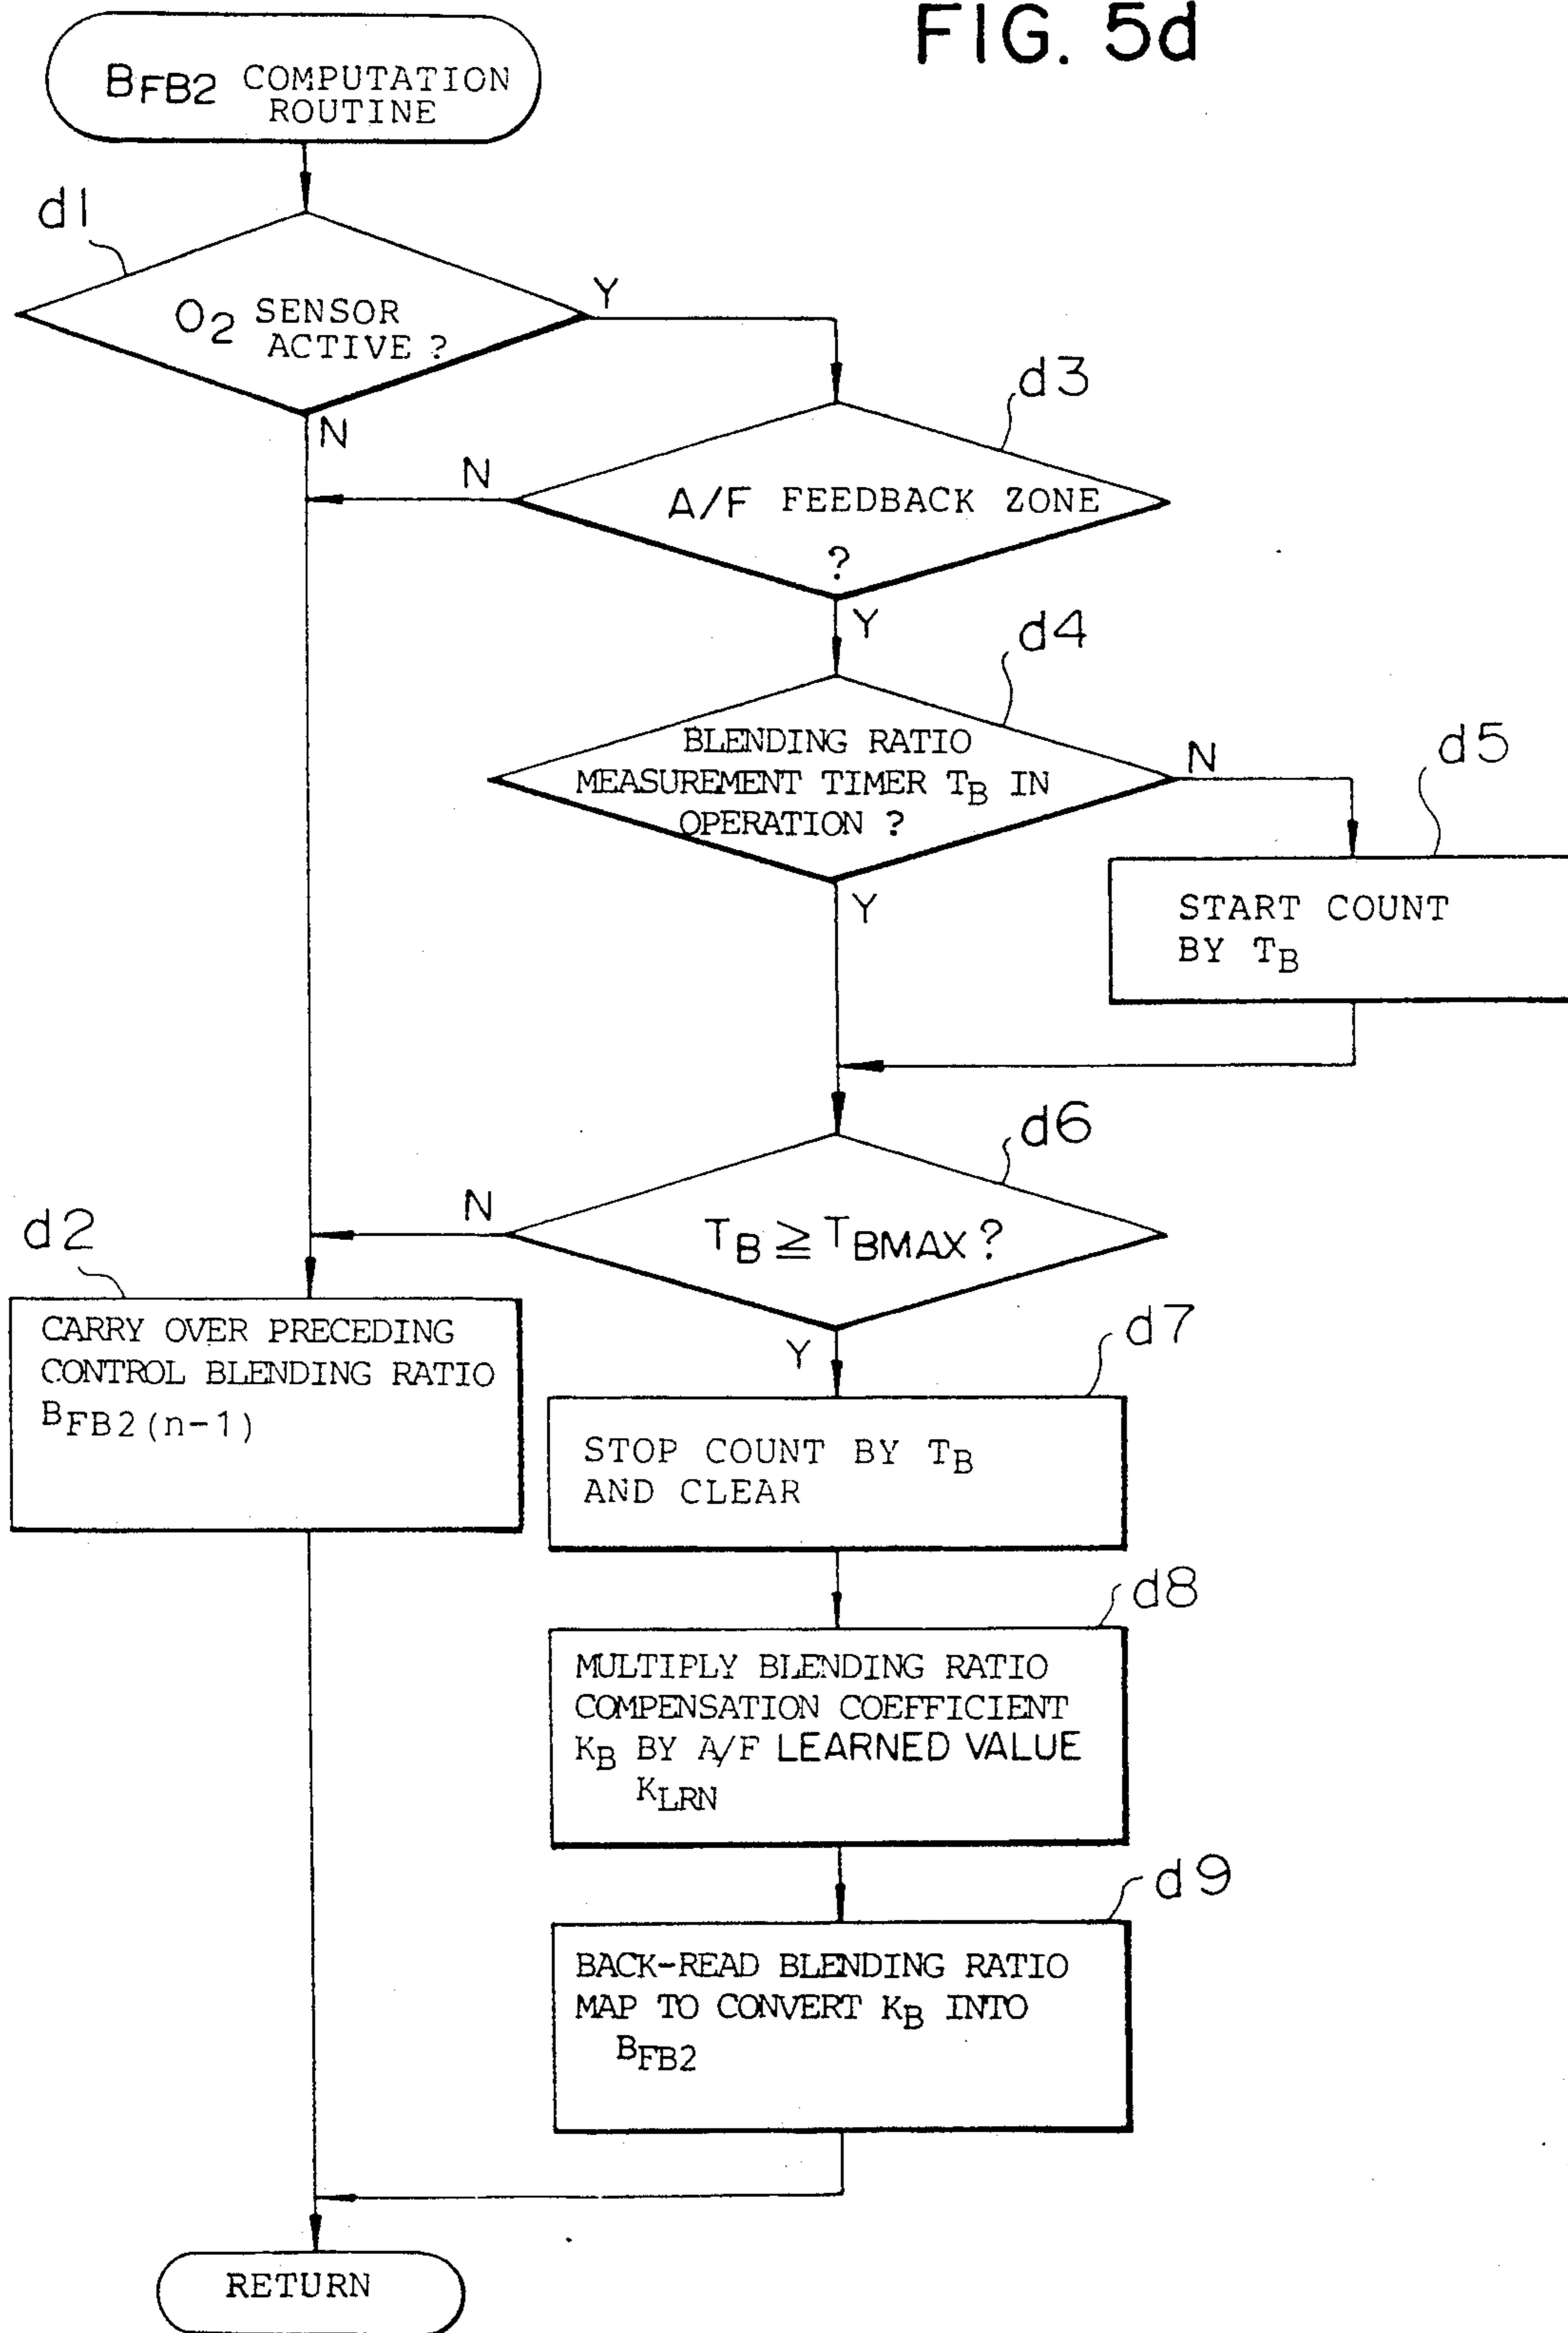 FIG. 5d
BFB2 COMPUTATION
ROUTINE
d1
O2 SENSOR
ACTIVE ?
Y
N
d3
A/F FEEDBACK ZONE
?
N
Y
d4
BLENDING RATIO
MEASUREMENT TIMER TB IN
OPERATION ?
N
Y
d5
START COUNT
BY TB
d6
TB ≧ TBMAX ?
N
Y
d2
CARRY OVER PRECEDING
CONTROL BLENDING RATIO
BFB2(n-1)
d7
STOP COUNT BY TB
AND CLEAR
d8
MULTIPLY BLENDING RATIO
COMPENSATION COEFFICIENT
KB BY A/F LEARNED VALUE
KLRN
d9
BACK-READ BLENDING RATIO
MAP TO CONVERT KB INTO
BFB2
RETURN